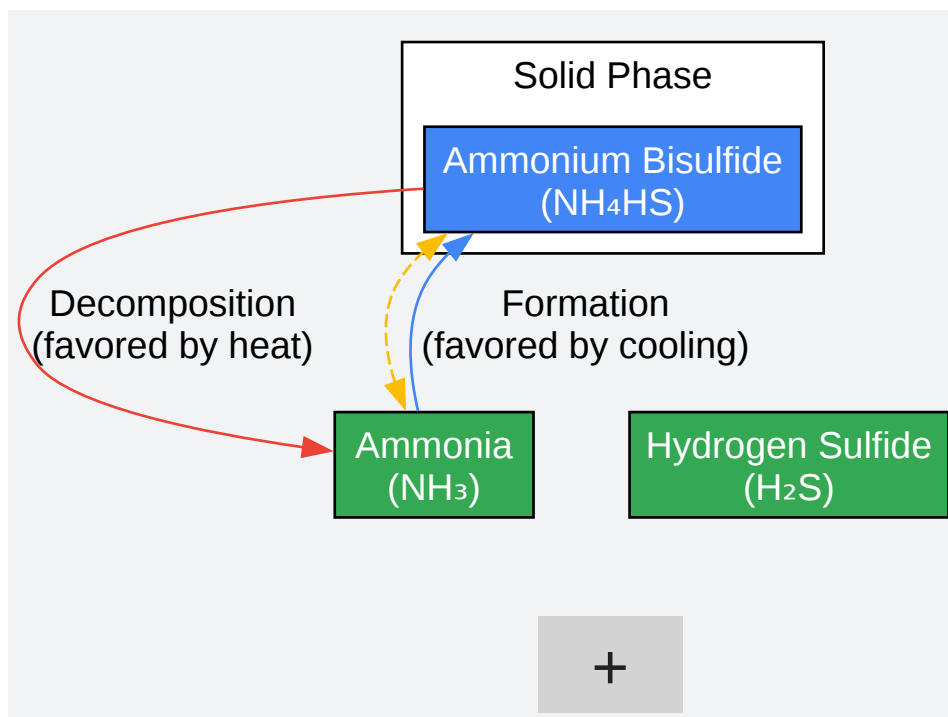 Solid Phase
Ammonium Bisulfide
(NH₄HS)
Decomposition
(favored by heat)
Formation
(favored by cooling)
Ammonia
(NH₃)
Hydrogen Sulfide
(H₂S)
+